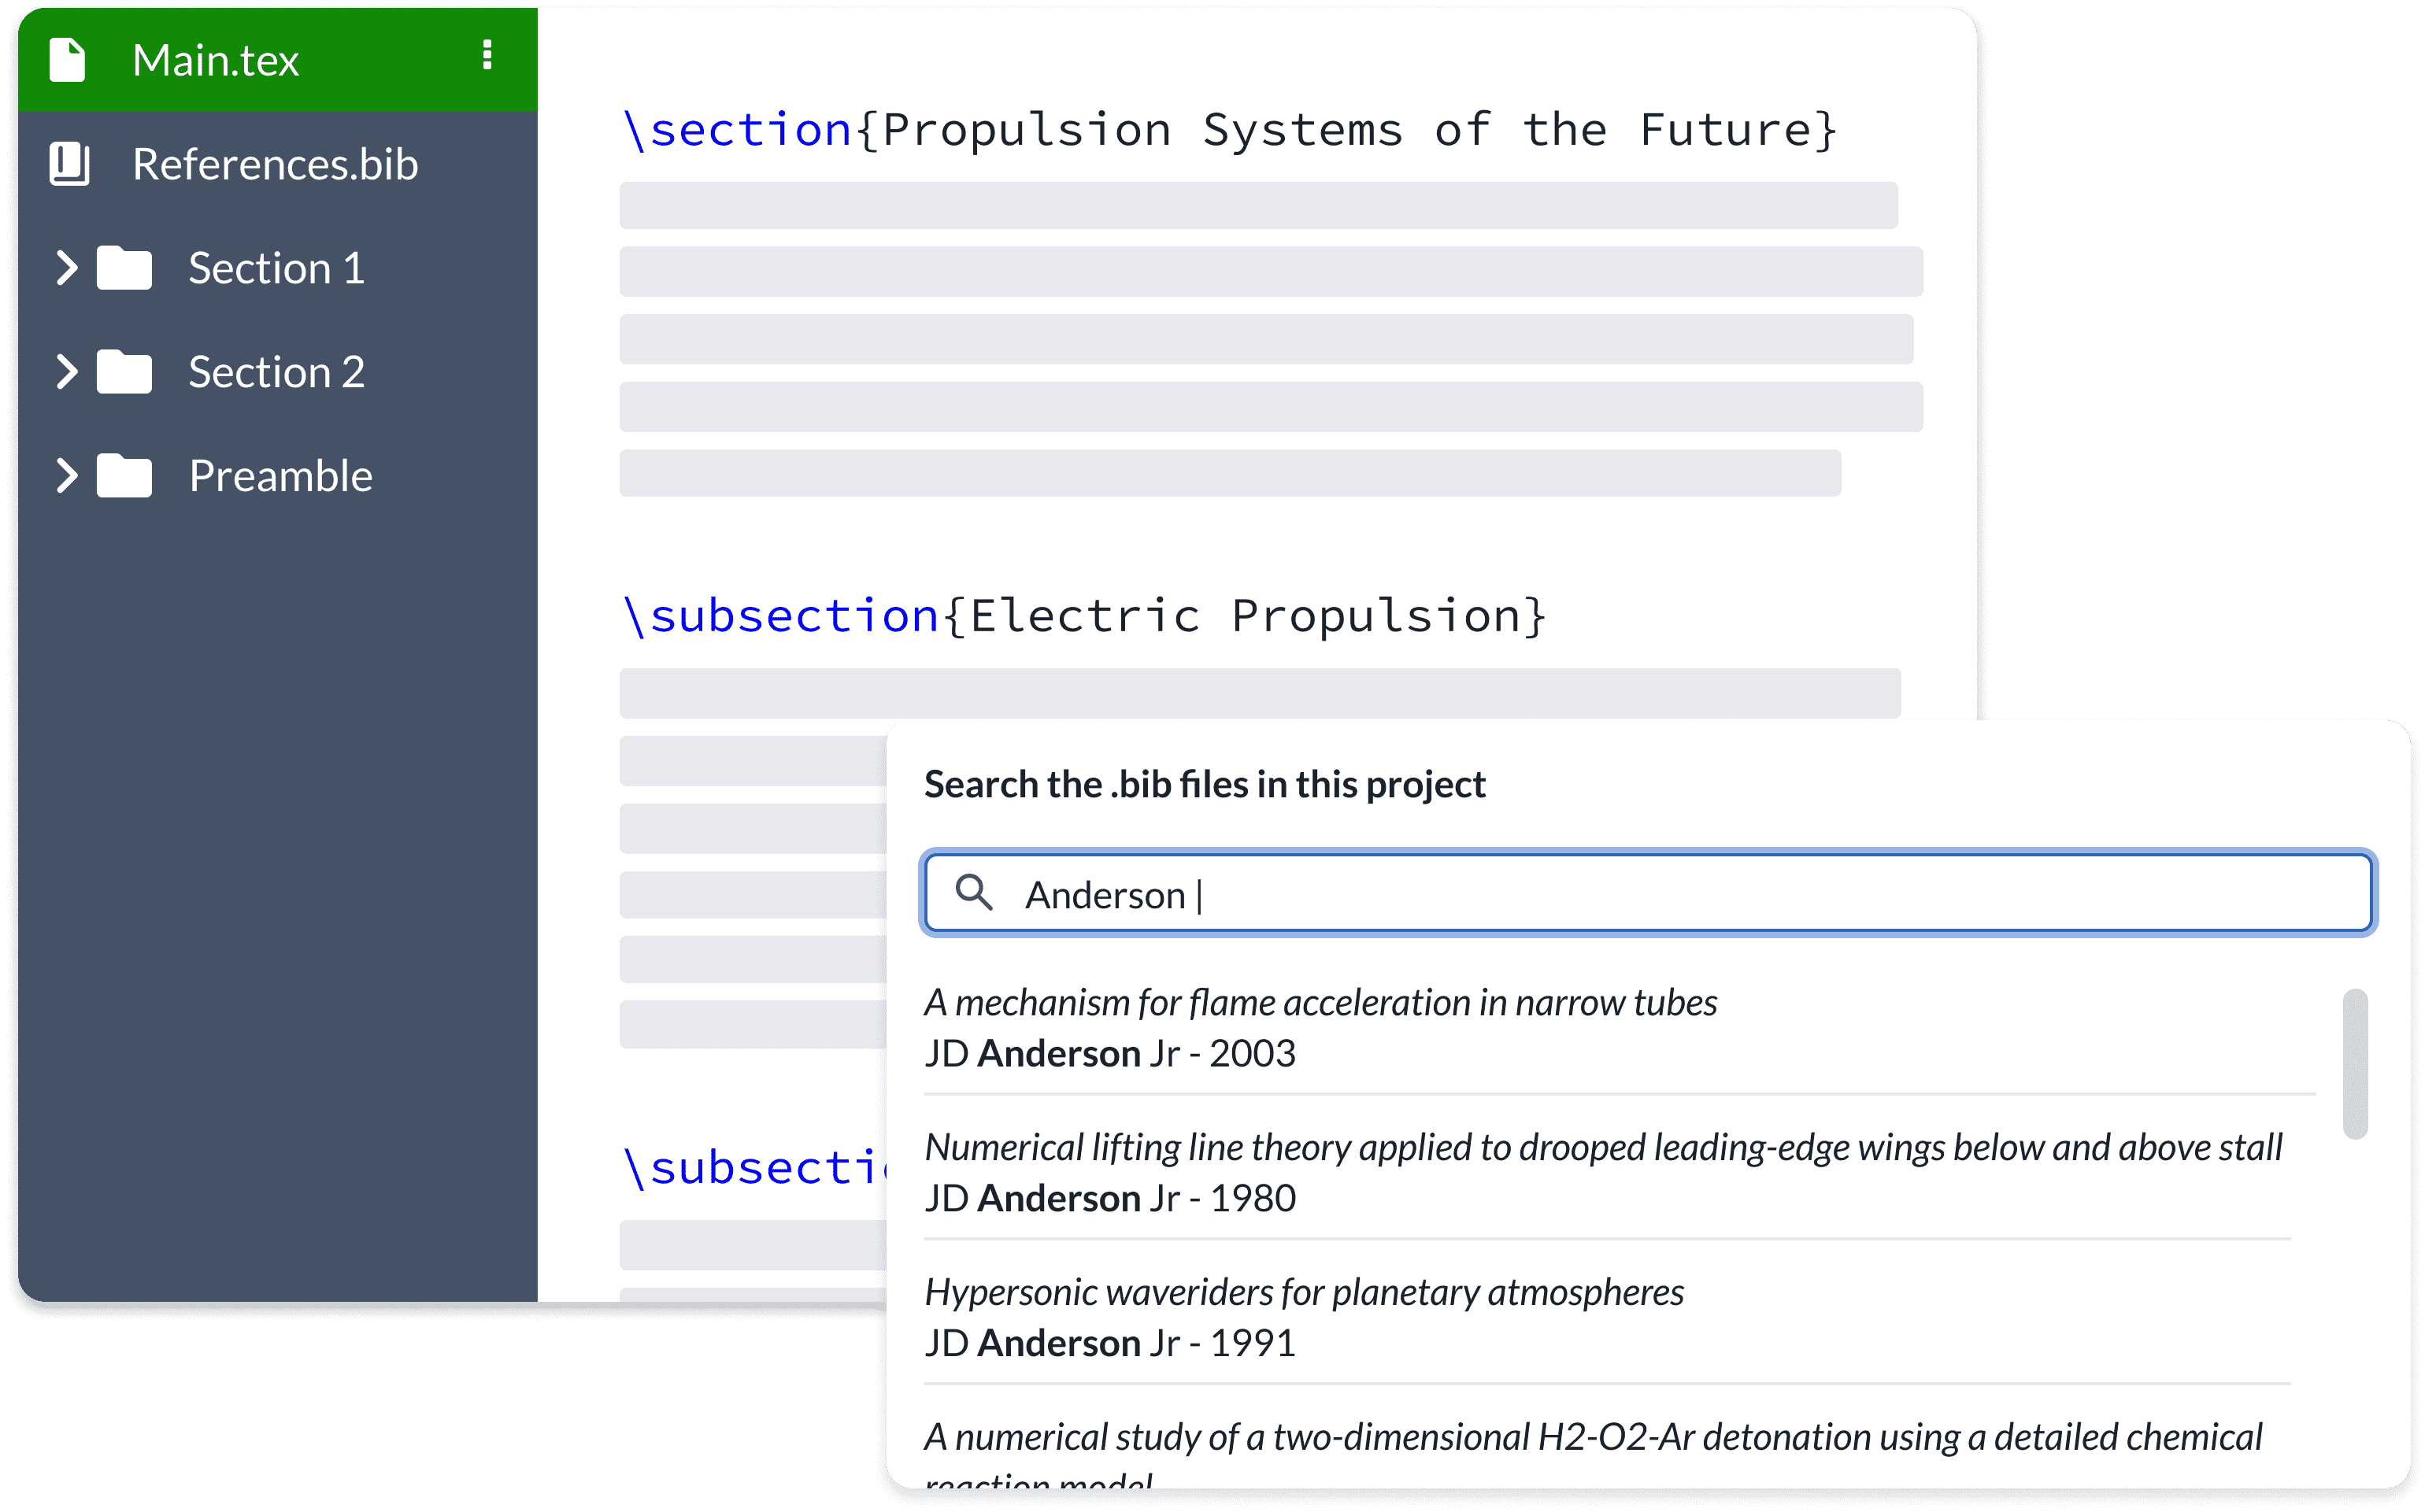 Main.tex
References.bib
Section 1
Section 2
Preamble
\section{Propulsion Systems of the Future}
\subsection{Electric Propulsion}
\subsecti
Search the .bib files in this project
Anderson
A mechanism for flame acceleration in narrow tubes
JD Anderson Jr - 2003
Numerical lifting line theory applied to drooped leading-edge wings below and above stall
JD Anderson Jr - 1980
Hypersonic waveriders for planetary atmospheres
JD Anderson Jr - 1991
A numerical study of a two-dimensional H2-O2-Ar detonation using a detailed chemical
reaction model